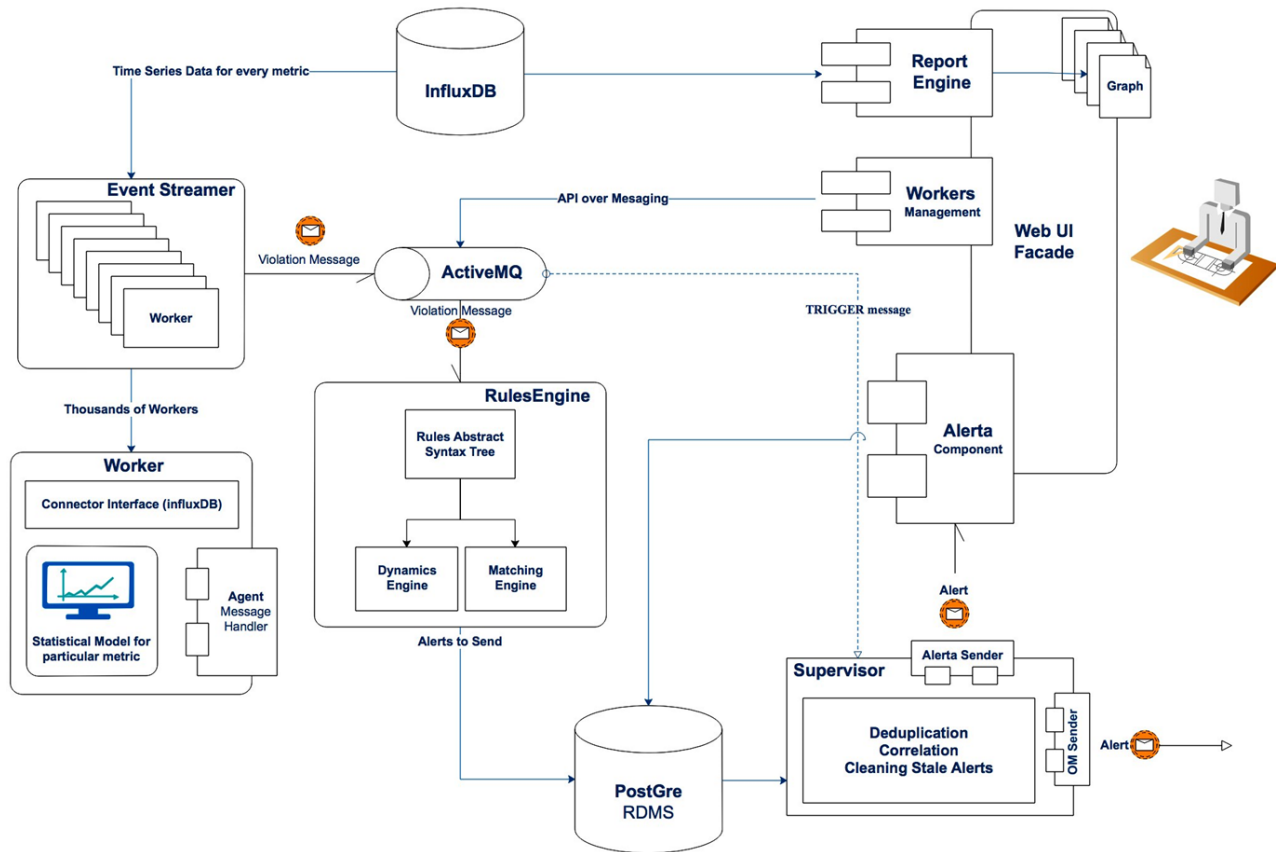 InfluxDB
Time Series Data for every metric
Report
Engine
Graph
Event Streamer
Worker
Violation Message
API over Mesaging
Workers
Management
Web UI
Facade
ActiveMQ
Violation Message
TRIGGER message
Thousands of Workers
RulesEngine
Rules Abstract
Syntax Tree
Dynamics
Engine
Matching
Engine
Alerta
Component
Worker
Connector Interface (influxDB)
Statistical Model for
particular metric
Agent
Message
Handler
Alerts to Send
Alert
Alerta Sender
Supervisor
Deduplication
Correlation
Cleaning Stale Alerts
OM Sender
Alert
PostGre
RDMS